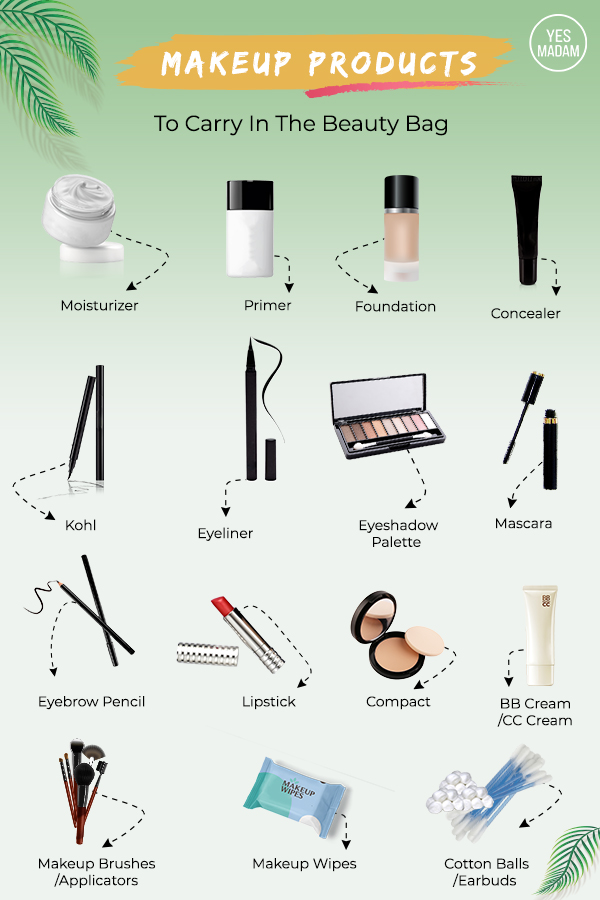 YES
MADAM
MAKEUP PRODUCTS
To Carry In The Beauty Bag
Moisturizer
Primer
Foundation
Concealer
Kohl
Eyeliner
Eyeshadow
Palette
Mascara
Eyebrow Pencil
Lipstick
Compact
BB Cream
/CC Cream
MAKEUP
WIPES
Makeup Brushes
/Applicators
Makeup Wipes
Cotton Balls
/Earbuds